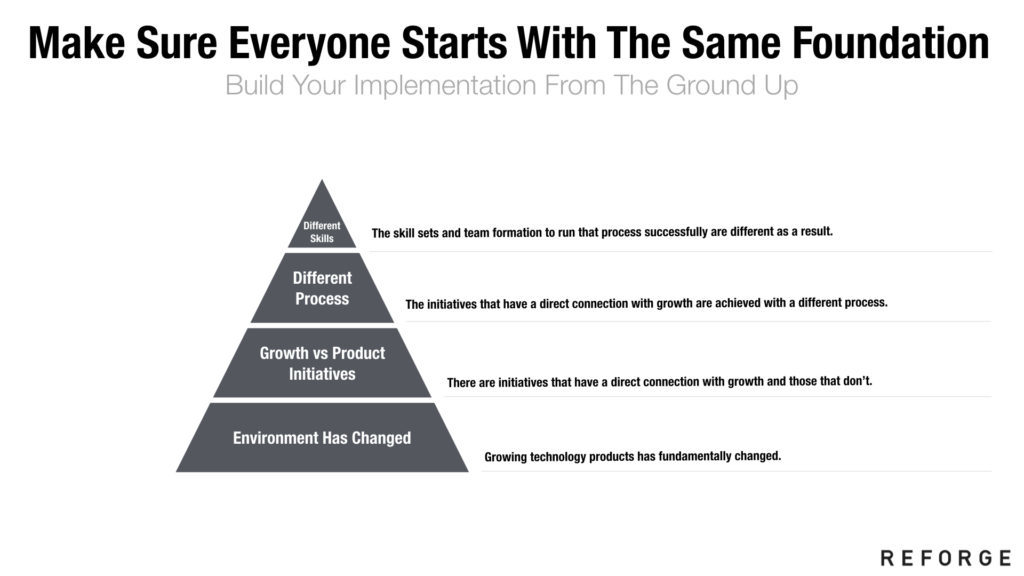 Make Sure Everyone Starts With The Same Foundation
Build Your Implementation From The Ground Up
Different
Skills
The skill sets and team formation to run that process successfully are different as a result.
Different
Process
The initiatives that have a direct connection with growth are achieved with a different process.
Growth vs Product
Initiatives
There are initiatives that have a direct connection with growth and those that don’t.
Environment Has Changed
Growing technology products has fundamentally changed.
REFORGE